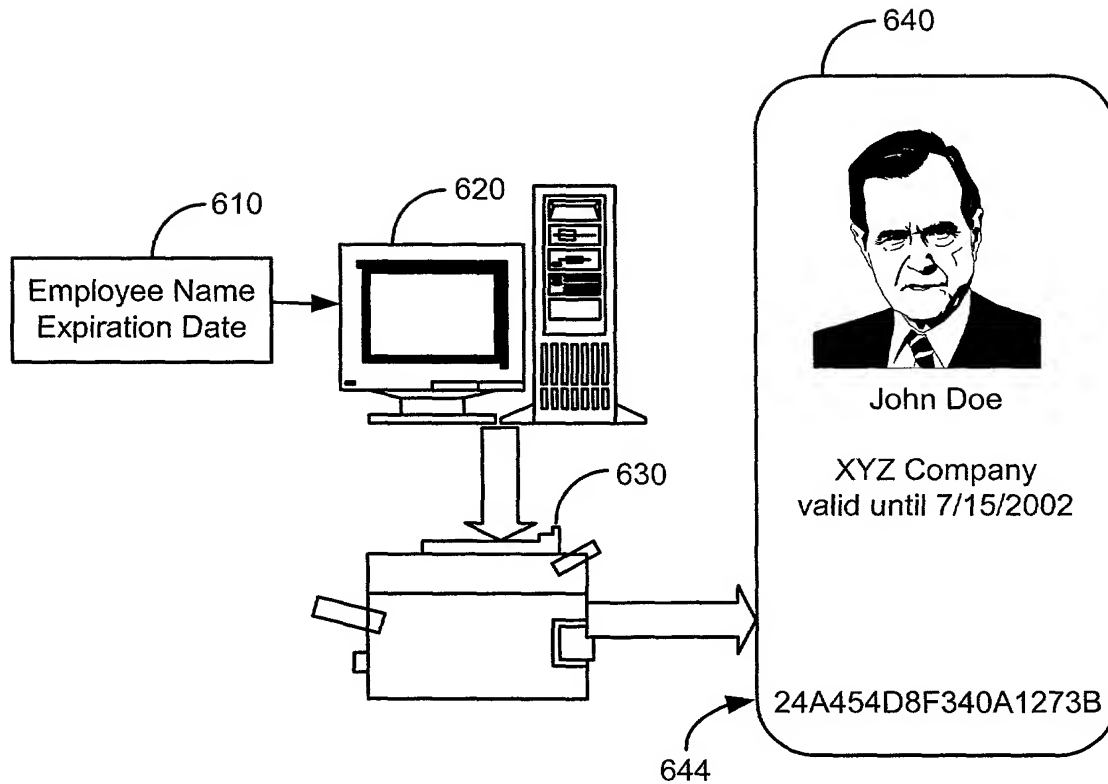 640
610
620
Employee Name
Expiration Date
John Doe
XYZ Company
valid until 7/15/2002
630
24A454D8F340A1273B
644